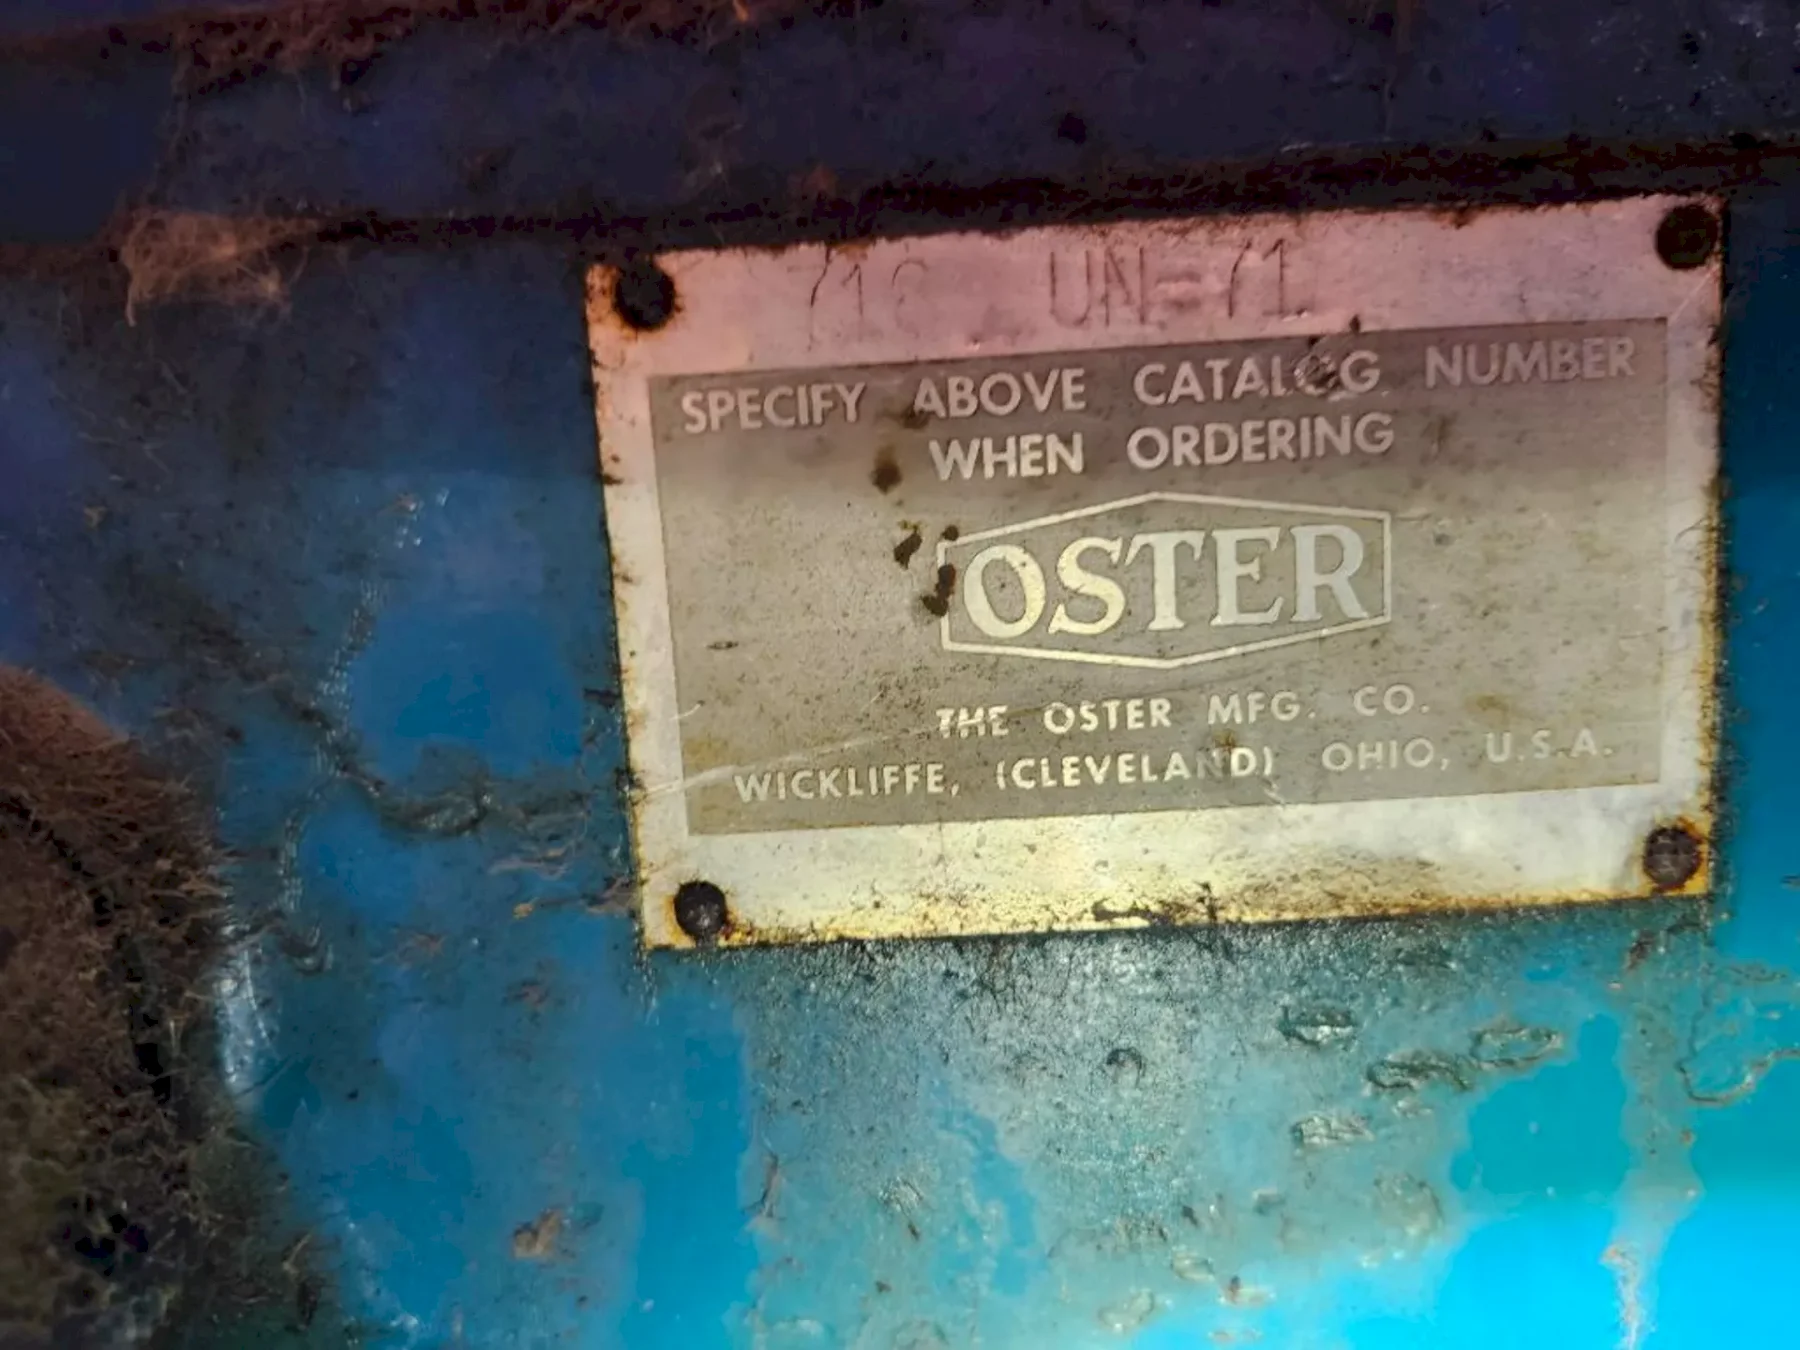 UN-71
SPECIFY ABOVE CATALOG NUMBER
WHEN ORDERING
OSTER
THE OSTER MFG. CO.
WICKLIFFE, (CLEVELAND) OHIO, U.S.A.